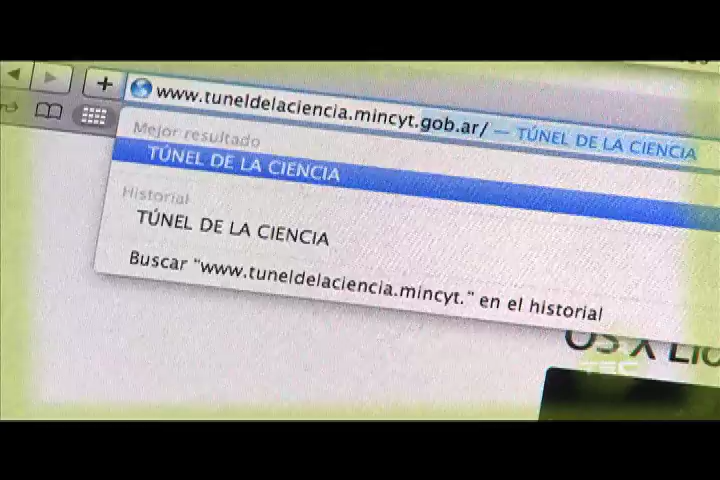 www.tuneldelaciencia.mincyt.gob.ar/ — TÚNEL DE LA CIENCIA
Mejor resultado
TÚNEL DE LA CIENCIA
Historial
TÚNEL DE LA CIENCIA
Buscar "www.tuneldelaciencia.mincyt." en el historial
OS X
TEC